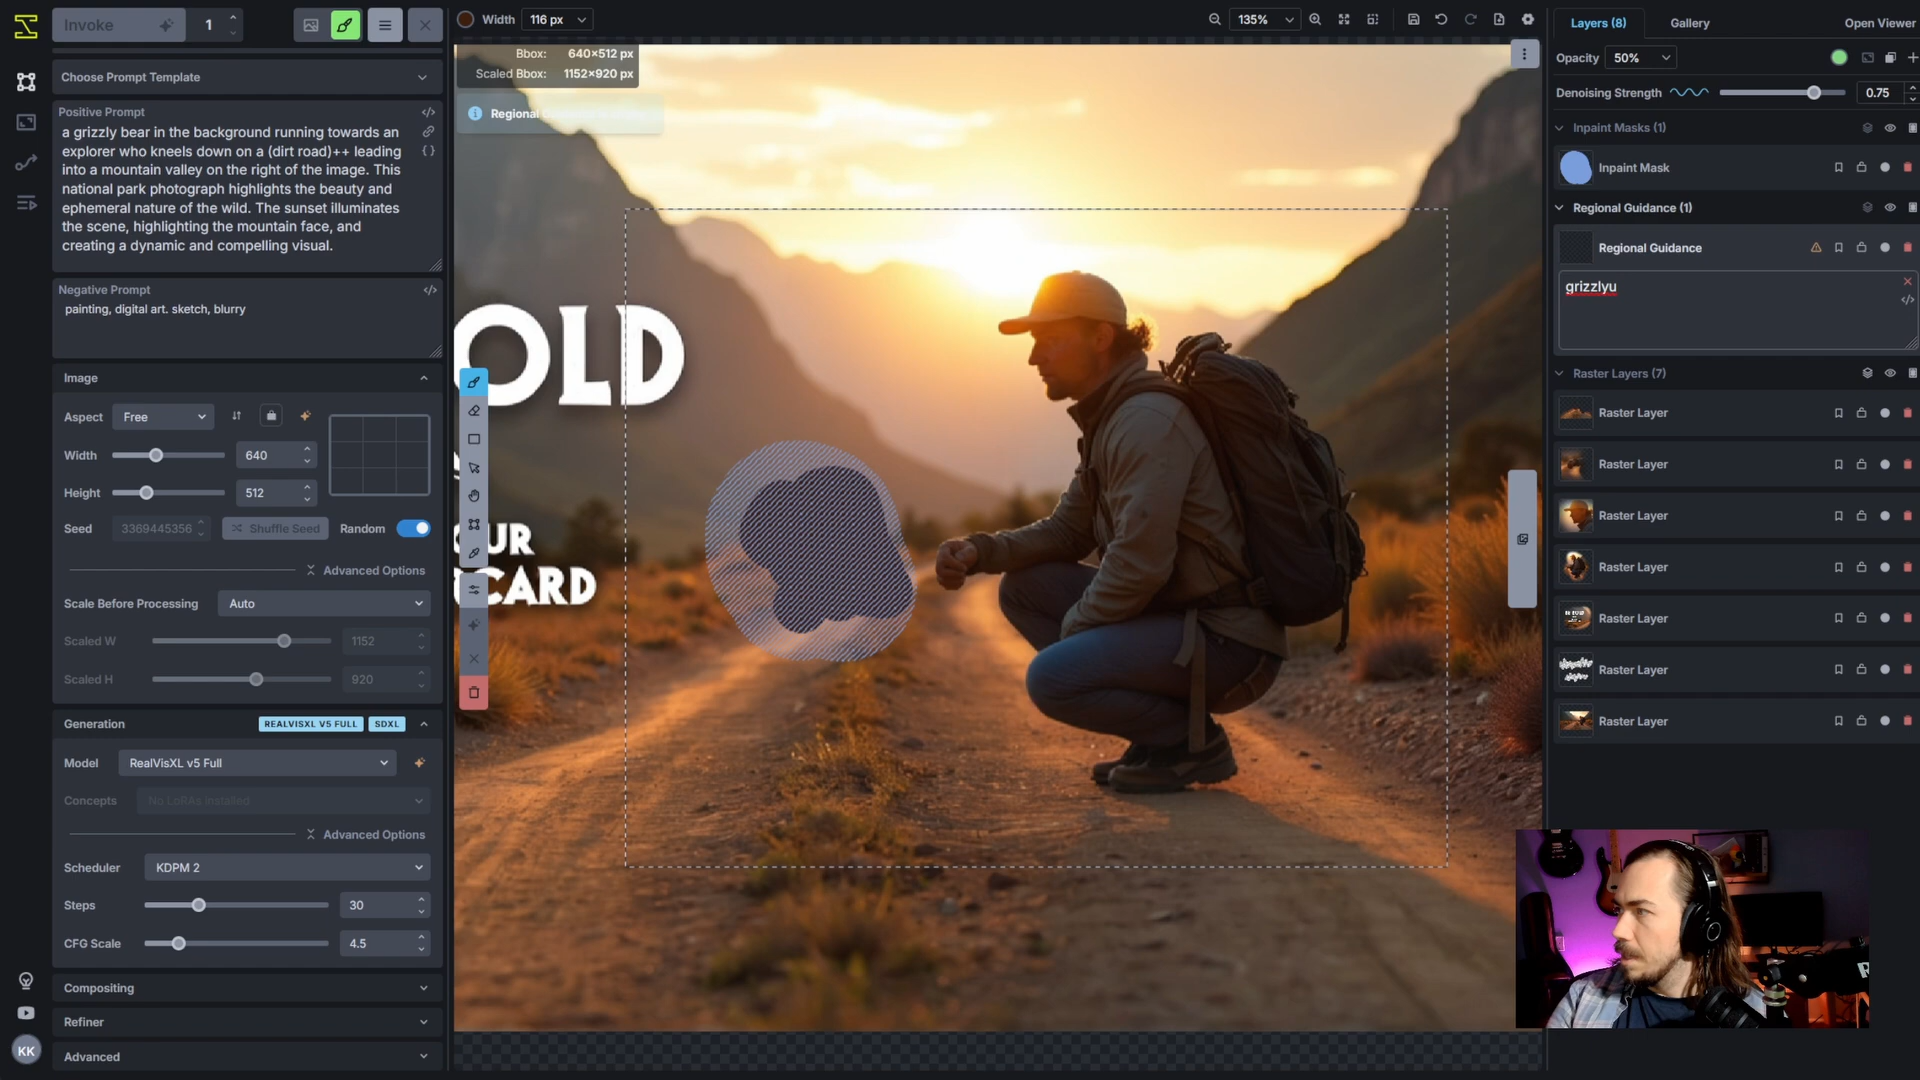 Invoke
1
Width 116 px
135%
Layers (8)
Gallery
Open Viewer
Choose Prompt Template
Bbox: 640×512 px
Scaled Bbox: 1152×920 px
Opacity 50%
Denoising Strength 0.75
Positive Prompt
a grizzly bear in the background running towards an
explorer who kneels down on a (dirt road)++ leading
into a mountain valley on the right of the image. This
national park photograph highlights the beauty and
ephemeral nature of the wild. The sunset illuminates
the scene, highlighting the mountain face, and
creating a dynamic and compelling visual.
Regional
Inpaint Masks (1)
Inpaint Mask
Regional Guidance (1)
Regional Guidance
grizzlyu
Negative Prompt
painting, digital art. sketch, blurry
OLD
UR
CARD
Raster Layers (7)
Raster Layer
Raster Layer
Raster Layer
Raster Layer
Raster Layer
Raster Layer
Raster Layer
Image
Aspect Free
Width 640
Height 512
Seed 3369445356 Shuffle Seed Random
Advanced Options
Scale Before Processing Auto
Scaled W 1152
Scaled H 920
Generation REALVISXL V5 FULL SDXL
Model RealVisXL v5 Full
Concepts No LoRAs Installed
Advanced Options
Scheduler KDPM 2
Steps 30
CFG Scale 4.5
Compositing
Refiner
Advanced
KK